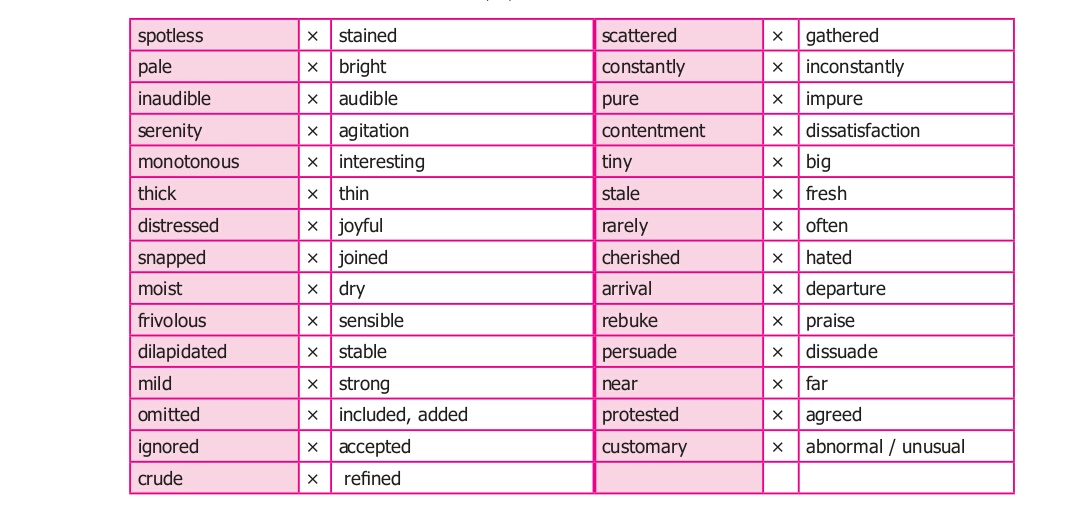 spotless × stained scattered × gathered
pale × bright constantly × inconstantly
inaudible × audible pure × impure
serenity × agitation contentment × dissatisfaction
monotonous × interesting tiny × big
thick × thin stale × fresh
distressed × joyful rarely × often
snapped × joined cherished × hated
moist × dry arrival × departure
frivolous × sensible rebuke × praise
dilapidated × stable persuade × dissuade
mild × strong near × far
omitted × included, added protested × agreed
ignored × accepted customary × abnormal / unusual
crude × refined